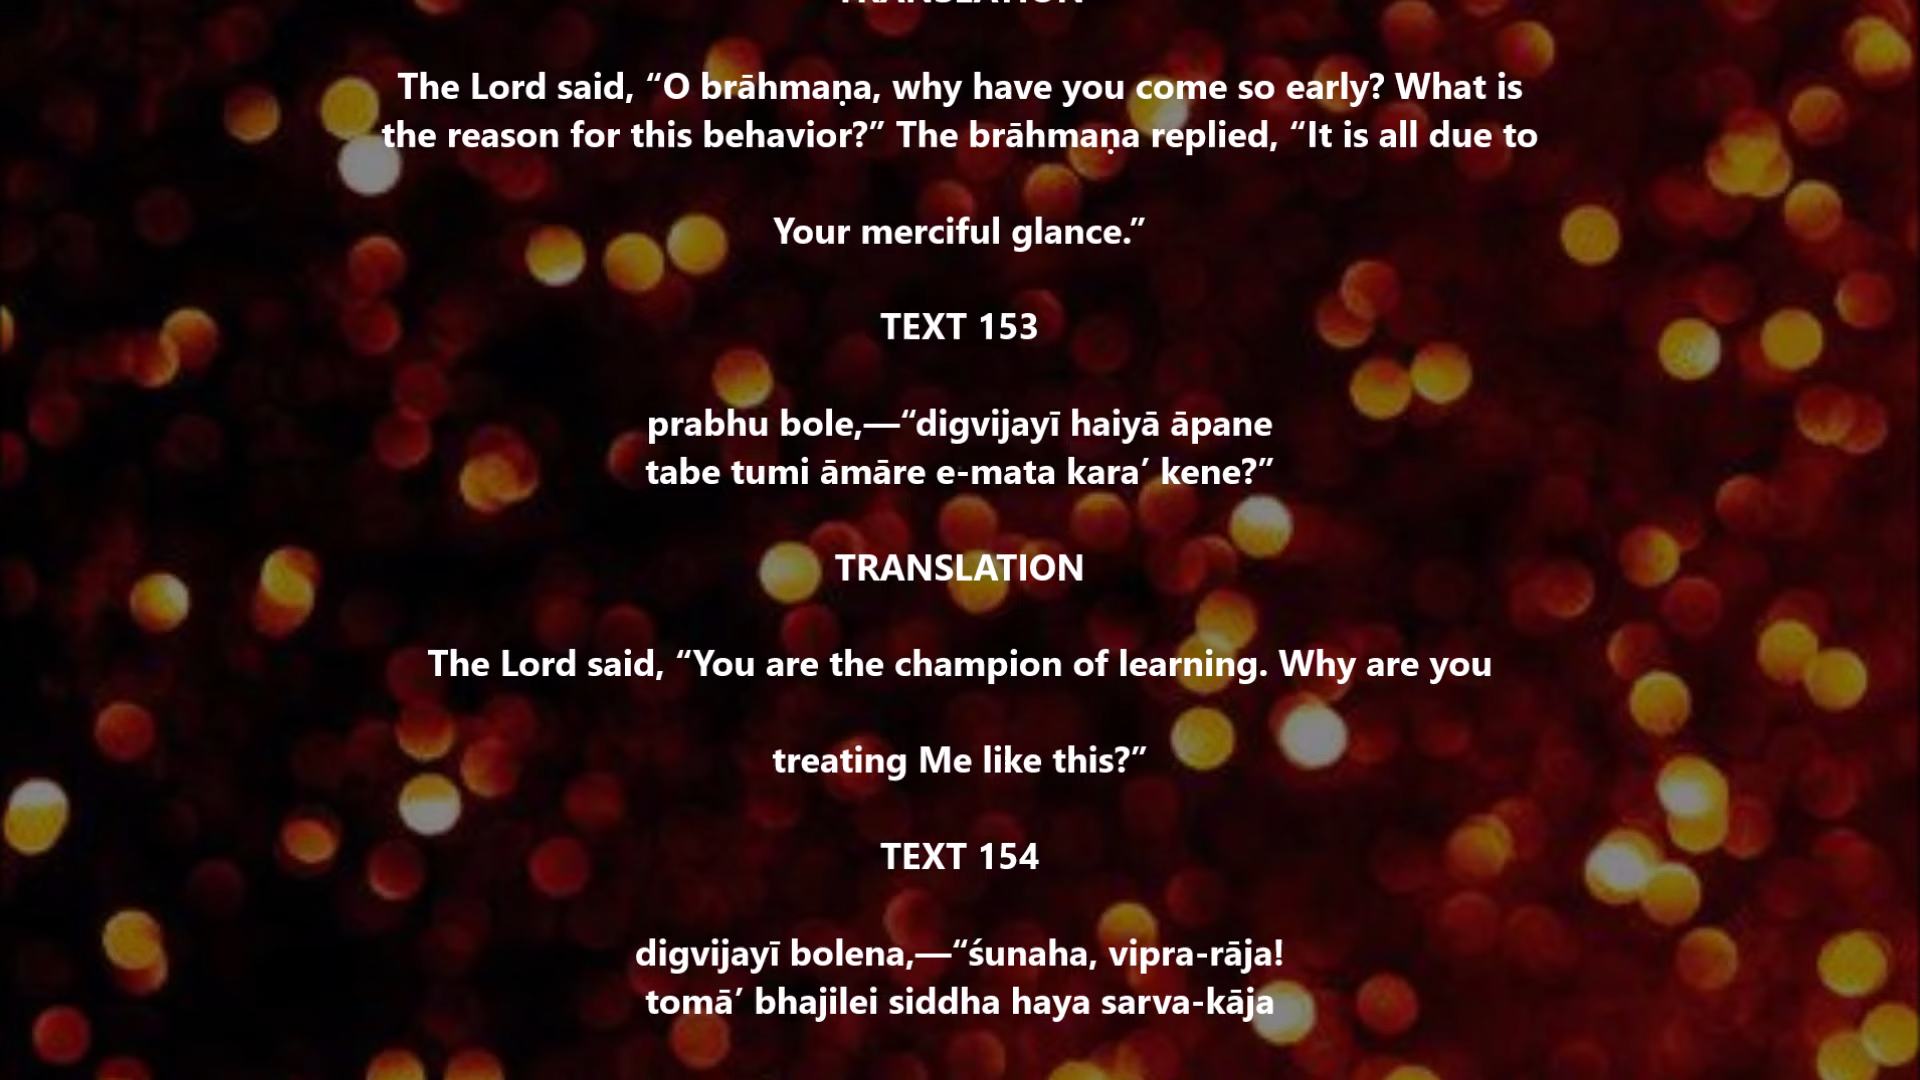 TRANSLATION
The Lord said, “O brāhmaṇa, why have you come so early? What is
the reason for this behavior?” The brāhmaṇa replied, “It is all due to
Your merciful glance.”
TEXT 153
prabhu bole,—“digvijayī haiyā āpane
tabe tumi āmāre e-mata kara’ kene?”
TRANSLATION
The Lord said, “You are the champion of learning. Why are you
treating Me like this?”
TEXT 154
digvijayī bolena,—“śunaha, vipra-rāja!
tomā’ bhajilei siddha haya sarva-kāja